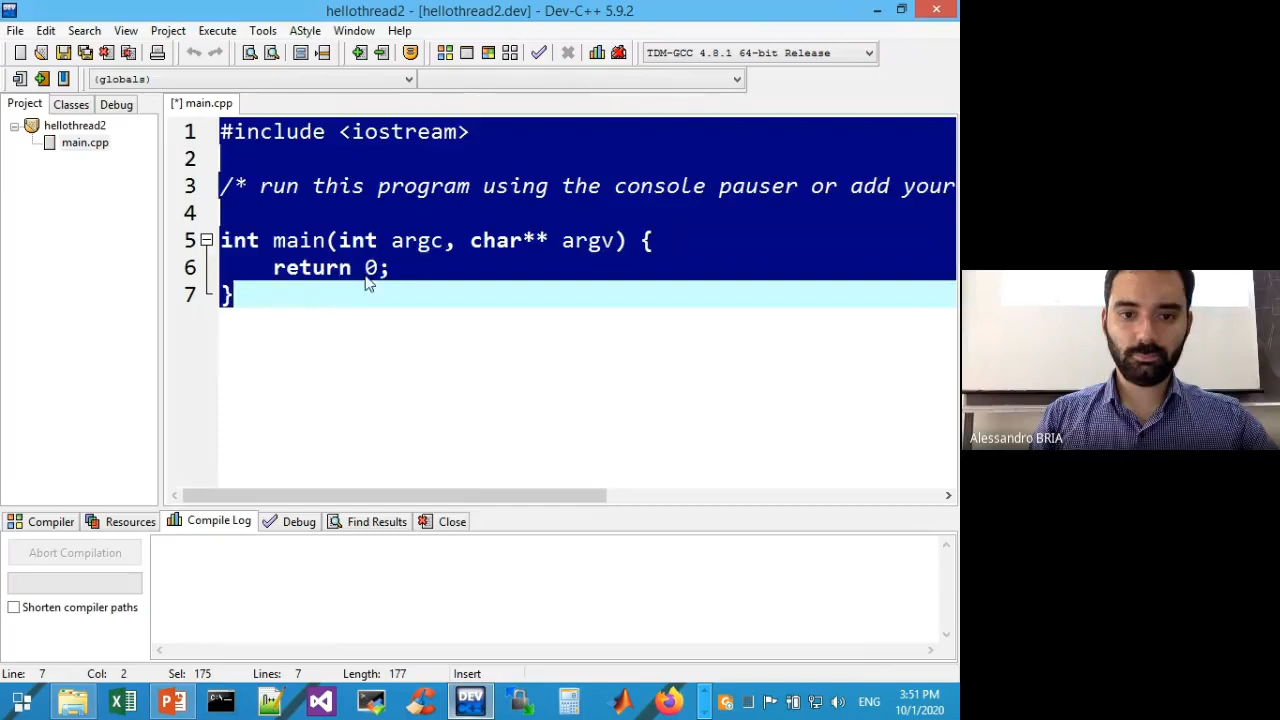 hellothread2 - [hellothread2.dev] - Dev-C++ 5.9.2
File Edit Search View Project Execute Tools AStyle Window Help
TDM-GCC 4.8.1 64-bit Release
(globals)
Project Classes Debug
[*] main.cpp
hellothread2
main.cpp
1 #include <iostream>
2
3 /* run this program using the console pauser or add your
4
5 int main(int argc, char** argv) {
6 return 0;
7 }
Alessandro BRIA
Compiler Resources Compile Log Debug Find Results Close
Abort Compilation
Shorten compiler paths
Line: 7 Col: 2 Sel: 175 Lines: 7 Length: 177 Insert
DEV
ENG
3:51 PM
10/1/2020